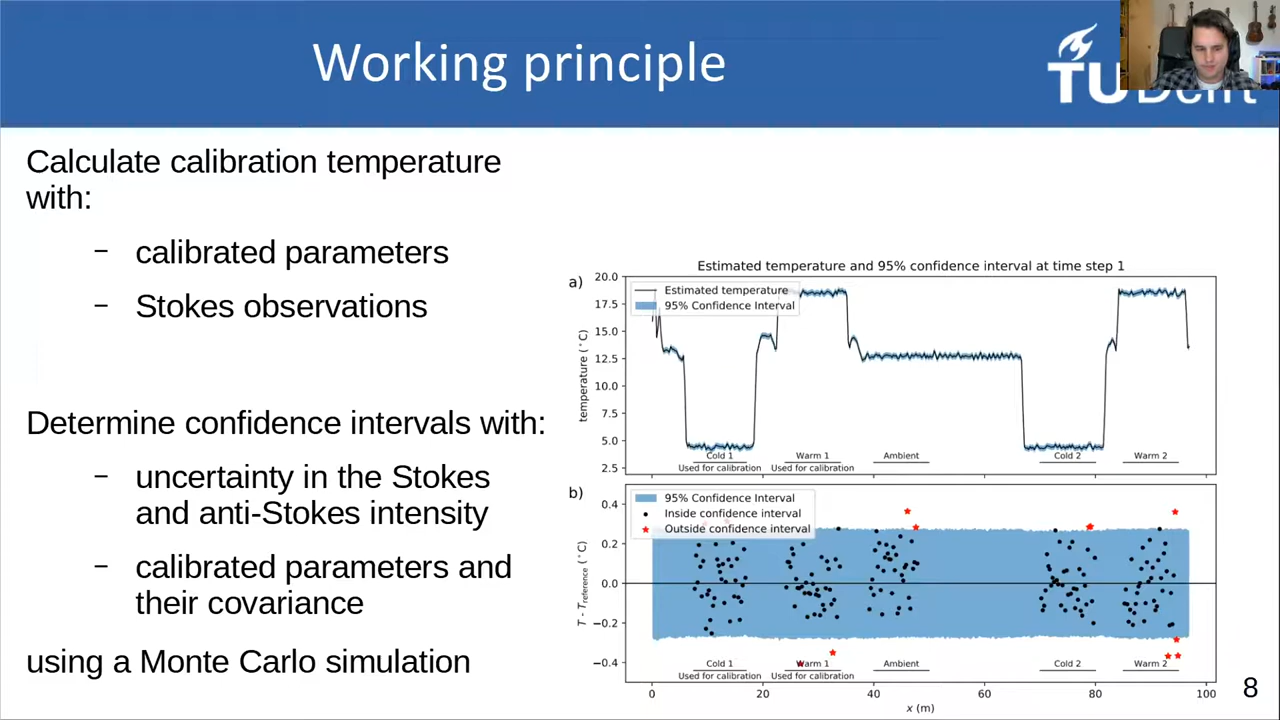 Working principle
TU Delft
Calculate calibration temperature
with:
– calibrated parameters
– Stokes observations
Determine confidence intervals with:
– uncertainty in the Stokes
and anti-Stokes intensity
– calibrated parameters and
their covariance
using a Monte Carlo simulation
Estimated temperature and 95% confidence interval at time step 1
a)
temperature (°C)
20.0
17.5
15.0
12.5
10.0
7.5
5.0
2.5
Estimated temperature
95% Confidence Interval
Cold 1 Warm 1 Ambient Cold 2 Warm 2
Used for calibration Used for calibration
b)
T - Treference (°C)
0.4
0.2
0.0
−0.2
−0.4
95% Confidence Interval
Inside confidence interval
Outside confidence interval
Cold 1 Warm 1 Ambient Cold 2 Warm 2
Used for calibration Used for calibration
0 20 40 60 80 100
x (m)
8